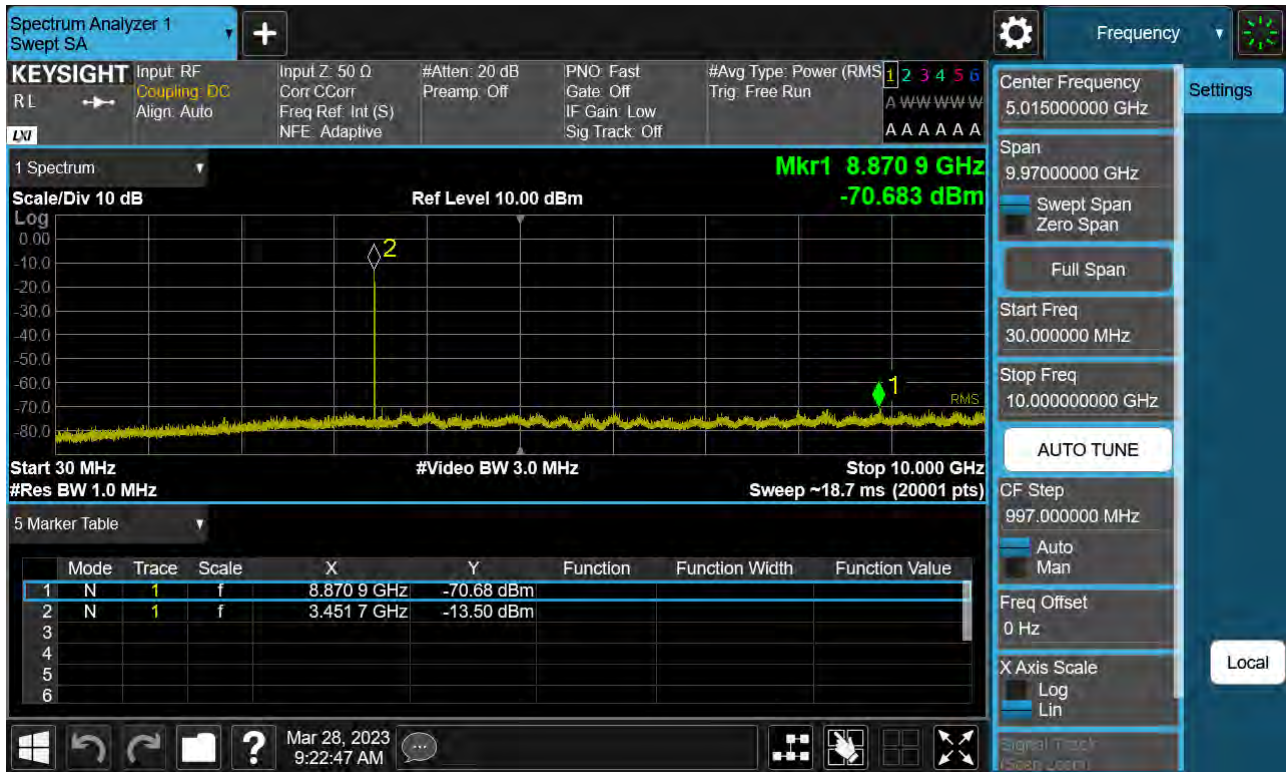 Spectrum Analyzer 1
Swept SA
+
Frequency
KEYSIGHT
RL
LXI
Input: RF
Coupling: DC
Align: Auto
Input Z: 50 Ω
Corr CCorr
Freq Ref: Int (S)
NFE: Adaptive
#Atten: 20 dB
Preamp: Off
PNO: Fast
Gate: Off
IF Gain: Low
Sig Track: Off
#Avg Type: Power (RMS
Trig: Free Run
1 2 3 4 5 6
A W W W W W
A A A A A A
1 Spectrum
Scale/Div 10 dB
Ref Level 10.00 dBm
Mkr1 8.870 9 GHz
-70.683 dBm
Log
0.00
-10.0
-20.0
-30.0
-40.0
-50.0
-60.0
-70.0
-80.0
2
1
RMS
Start 30 MHz
#Video BW 3.0 MHz
Stop 10.000 GHz
#Res BW 1.0 MHz
Sweep ~18.7 ms (20001 pts)
5 Marker Table
Mode Trace Scale X Y Function Function Width Function Value
1 N 1 f 8.870 9 GHz -70.68 dBm
2 N 1 f 3.451 7 GHz -13.50 dBm
3
4
5
6
?
Mar 28, 2023
9:22:47 AM
Center Frequency
5.015000000 GHz
Settings
Span
9.97000000 GHz
Swept Span
Zero Span
Full Span
Start Freq
30.000000 MHz
Stop Freq
10.000000000 GHz
AUTO TUNE
CF Step
997.000000 MHz
Auto
Man
Freq Offset
0 Hz
X Axis Scale
Log
Lin
Local
Signal Track
(Span Zoom)